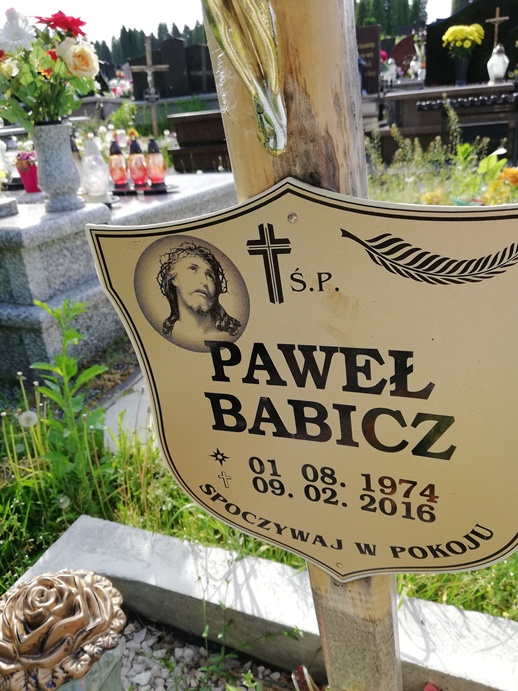 Ś.P.
PAWEŁ
BABICZ
01 08. 1974
09. 02. 2016
SPOCZYWAJ W POKOJU